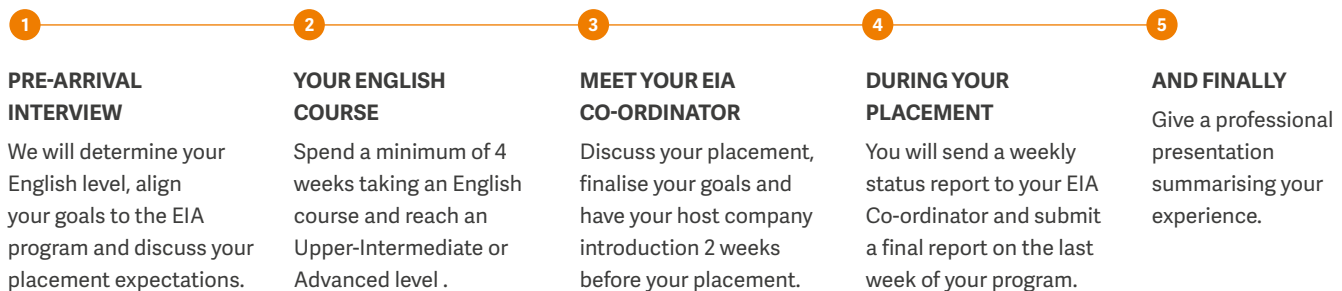 1
PRE-ARRIVAL
INTERVIEW
We will determine your
English level, align
your goals to the EIA
program and discuss your
placement expectations.
2
YOUR ENGLISH
COURSE
Spend a minimum of 4
weeks taking an English
course and reach an
Upper-Intermediate or
Advanced level .
3
MEET YOUR EIA
CO-ORDINATOR
Discuss your placement,
finalise your goals and
have your host company
introduction 2 weeks
before your placement.
4
DURING YOUR
PLACEMENT
You will send a weekly
status report to your EIA
Co-ordinator and submit
a final report on the last
week of your program.
5
AND FINALLY
Give a professional
presentation
summarising your
experience.